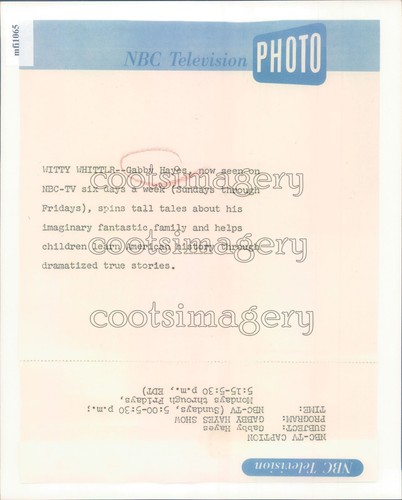 mfi1065
NBC Television PHOTO
WITTY WHITTLR--Gabby Hayes, now seen on
NBC-TV six days a week (Sundays through
Fridays), spins tall tales about his
imaginary fantastic family and helps
children learn American history through
dramatized true stories.
cootsimagery
cootsimagery
cootsimagery
NBC Television
NBC-TV CAPTION
SUBJECT: Gabby Hayes
PROGRAM: GABBY HAYES SHOW
TIME: NBC-TV (Sundays, 5:00-5:30 p.m.;
Mondays through Fridays,
5:15-5:30 p.m., EDT)